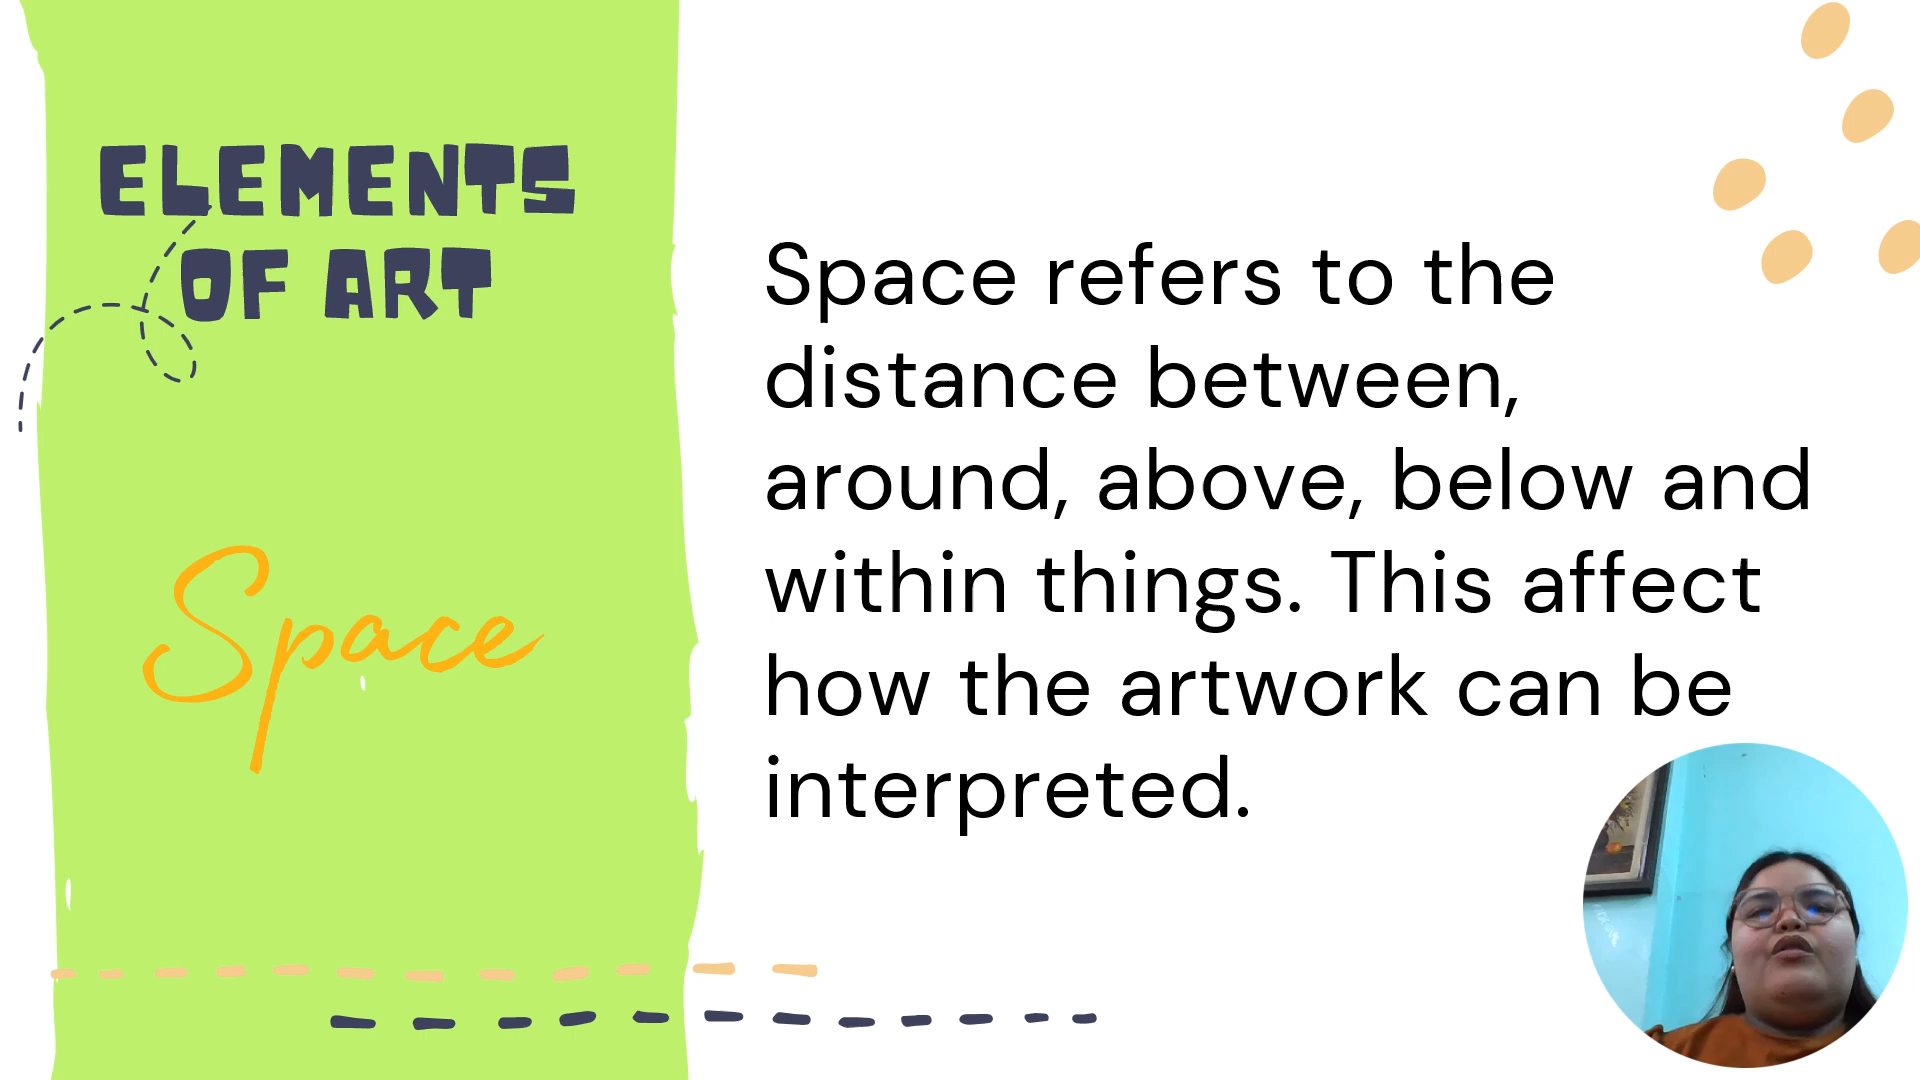 ELEMENTS
OF ART
Space
Space refers to the
distance between,
around, above, below and
within things. This affect
how the artwork can be
interpreted.